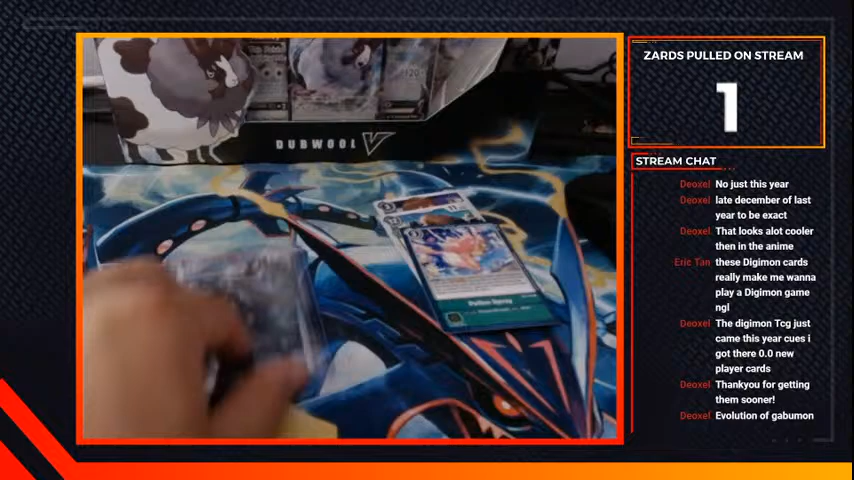 ZARDS PULLED ON STREAM
1
STREAM CHAT
Deoxel No just this year
Deoxel late december of last
year to be exact
Deoxel That looks alot cooler
then in the anime
Eric Tan these Digimon cards
really make me wanna
play a Digimon game
ngl
Deoxel The digimon Tcg just
came this year cues i
got there 0.0 new
player cards
Deoxel Thankyou for getting
them sooner!
Deoxel Evolution of gabumon
DUBWOOL V
120